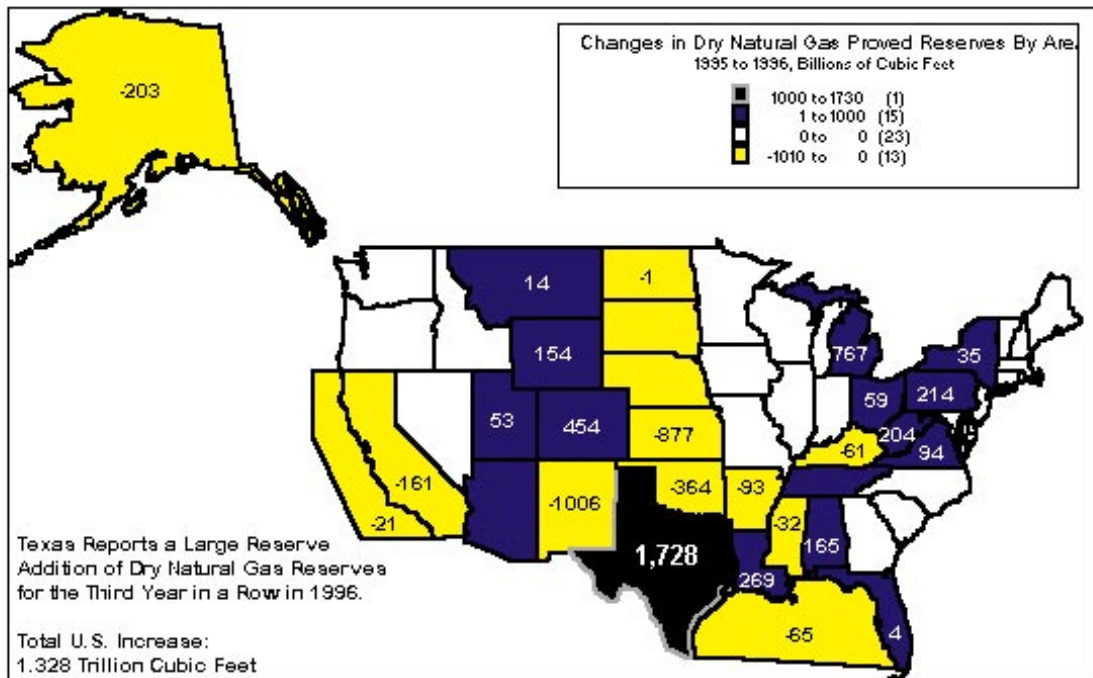 Changes in Dry Natural Gas Proved Reserves By Are
1995 to 1996, Billions of Cubic Feet
1000 to 1730 (1)
1 to 1000 (15)
0 to 0 (23)
-1010 to 0 (13)
-203
14
-1
154
767
35
53
454
-877
59
214
204
94
-61
-161
-21
-1006
-364
-93
-32
165
1,728
269
4
-65
Texas Reports a Large Reserve
Addition of Dry Natural Gas Reserves
for the Third Year in a Row in 1996.
Total U.S. Increase:
1.328 Trillion Cubic Feet